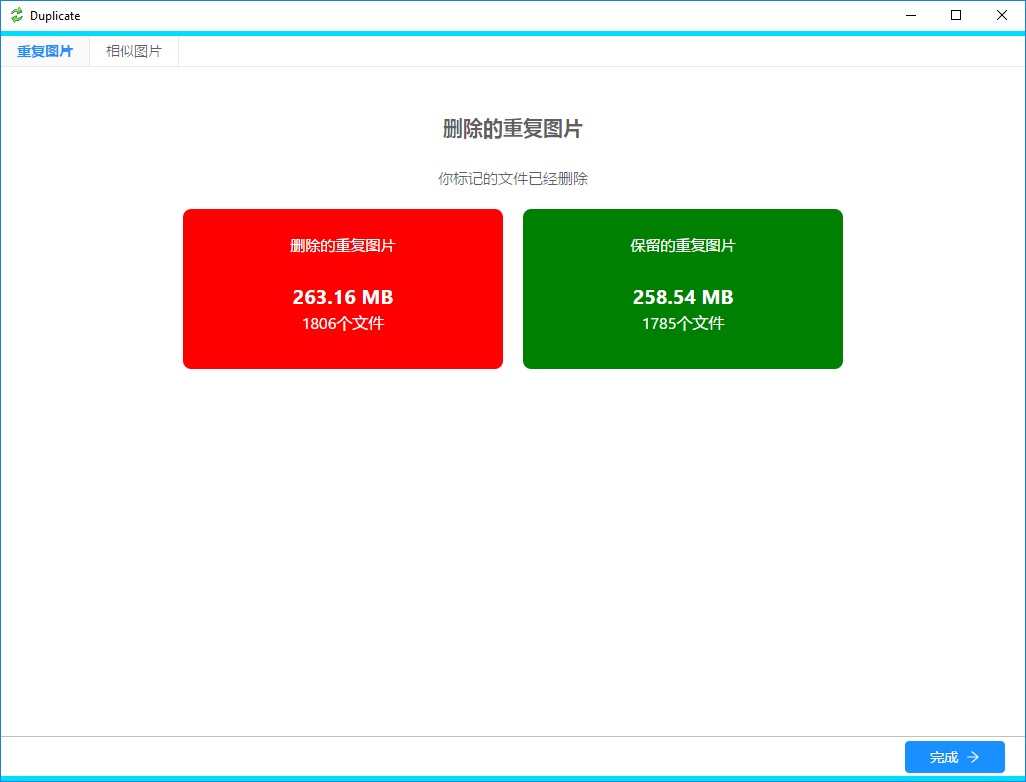 Duplicate
重复图片
相似图片
删除的重复图片
你标记的文件已经删除
删除的重复图片
263.16 MB
1806个文件
保留的重复图片
258.54 MB
1785个文件
完成